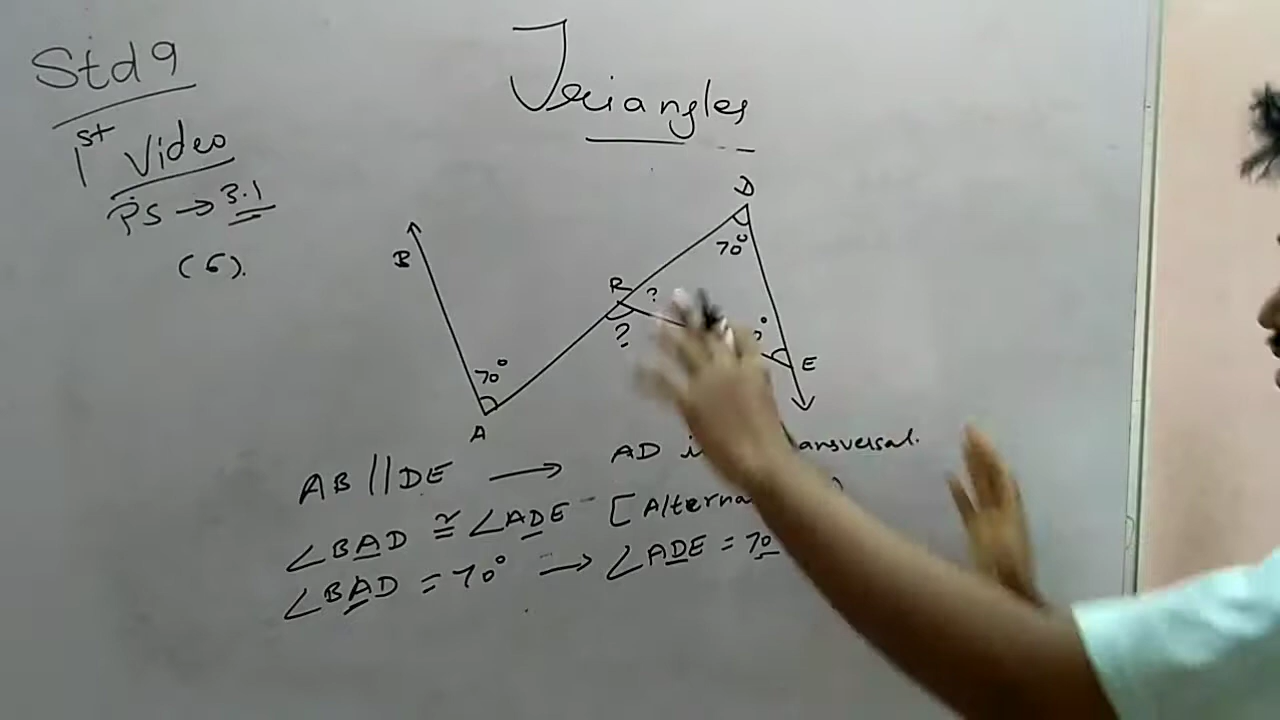 Std 9
1st Video
PS → 3.1
(6).
Triangles
D
70°
B
R
?
?
°
E
70°
A
AB || DE → AD transversal.
∠BAD ≅ ∠ADE - [
∠BAD = 70° → ∠ADE = 70